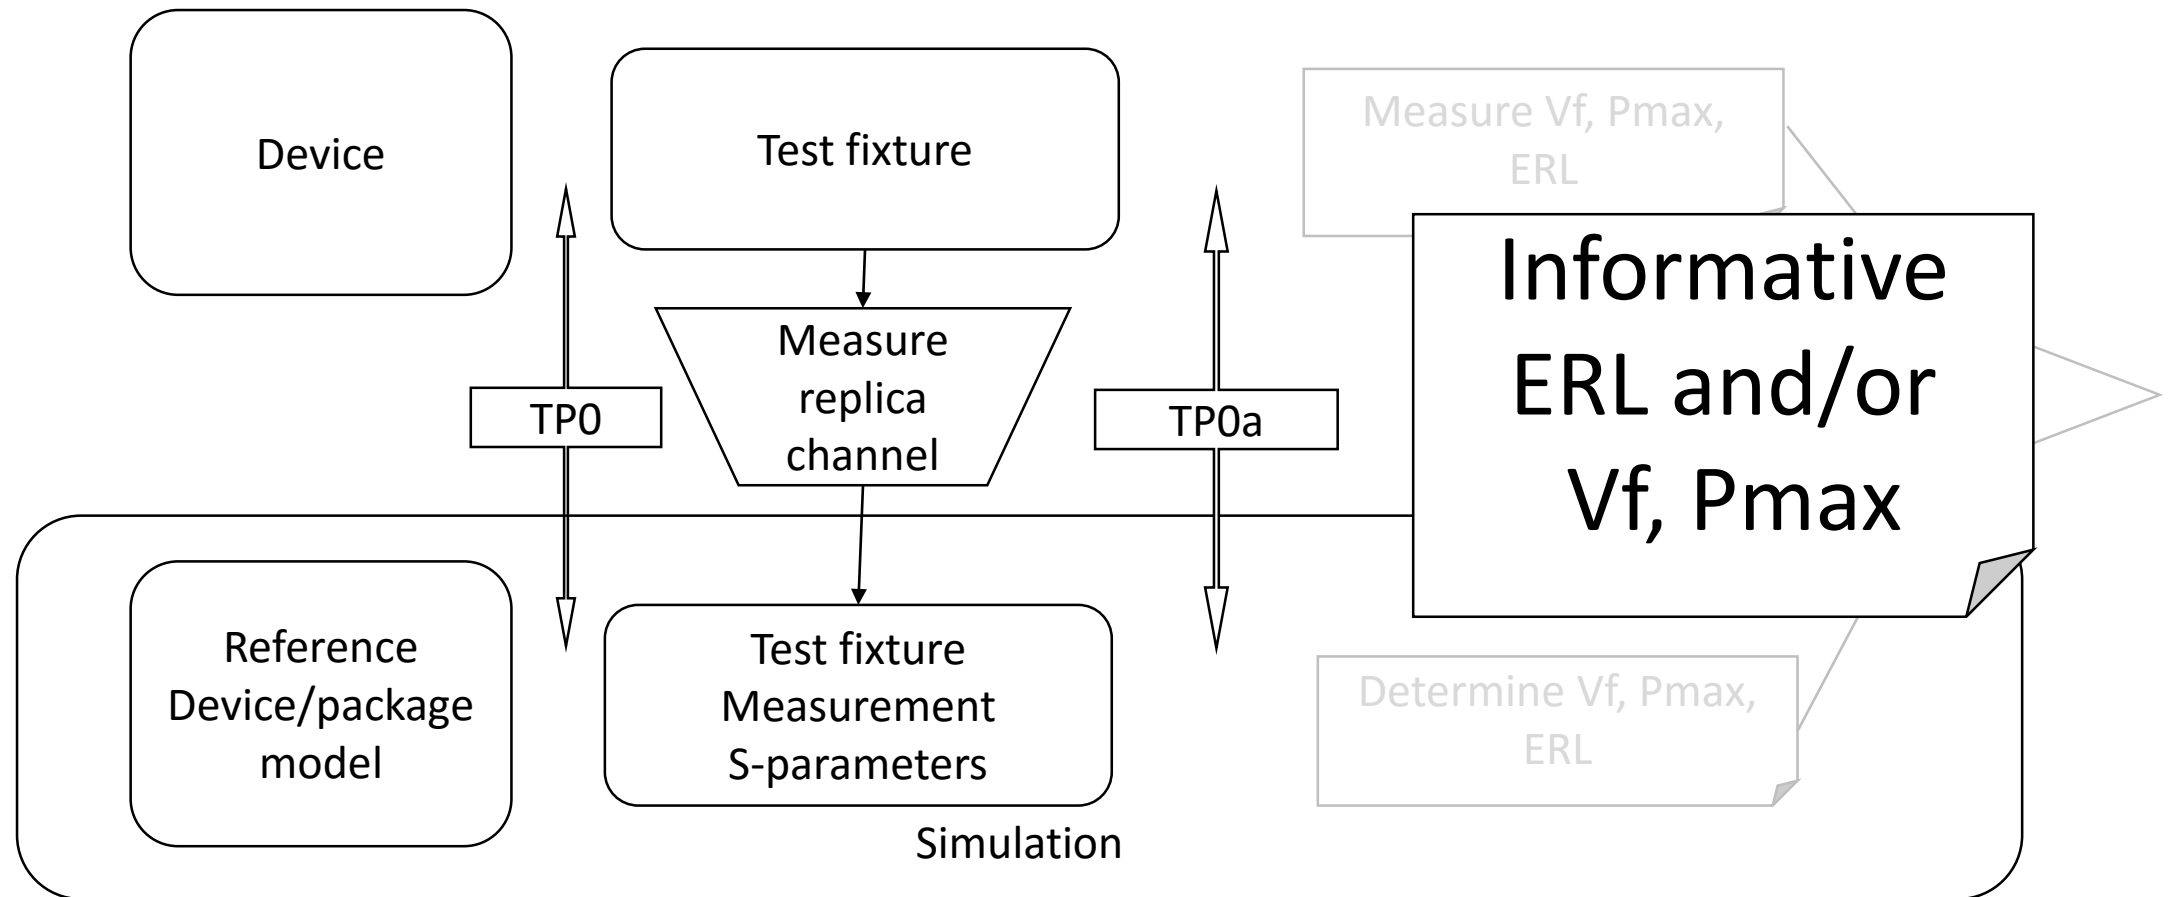 Device
Test fixture
Measure Vf, Pmax,
ERL
Informative
ERL and/or
Vf, Pmax
Measure
replica
channel
TP0
TP0a
Reference
Device/package
model
Test fixture
Measurement
S-parameters
Determine Vf, Pmax,
ERL
Simulation